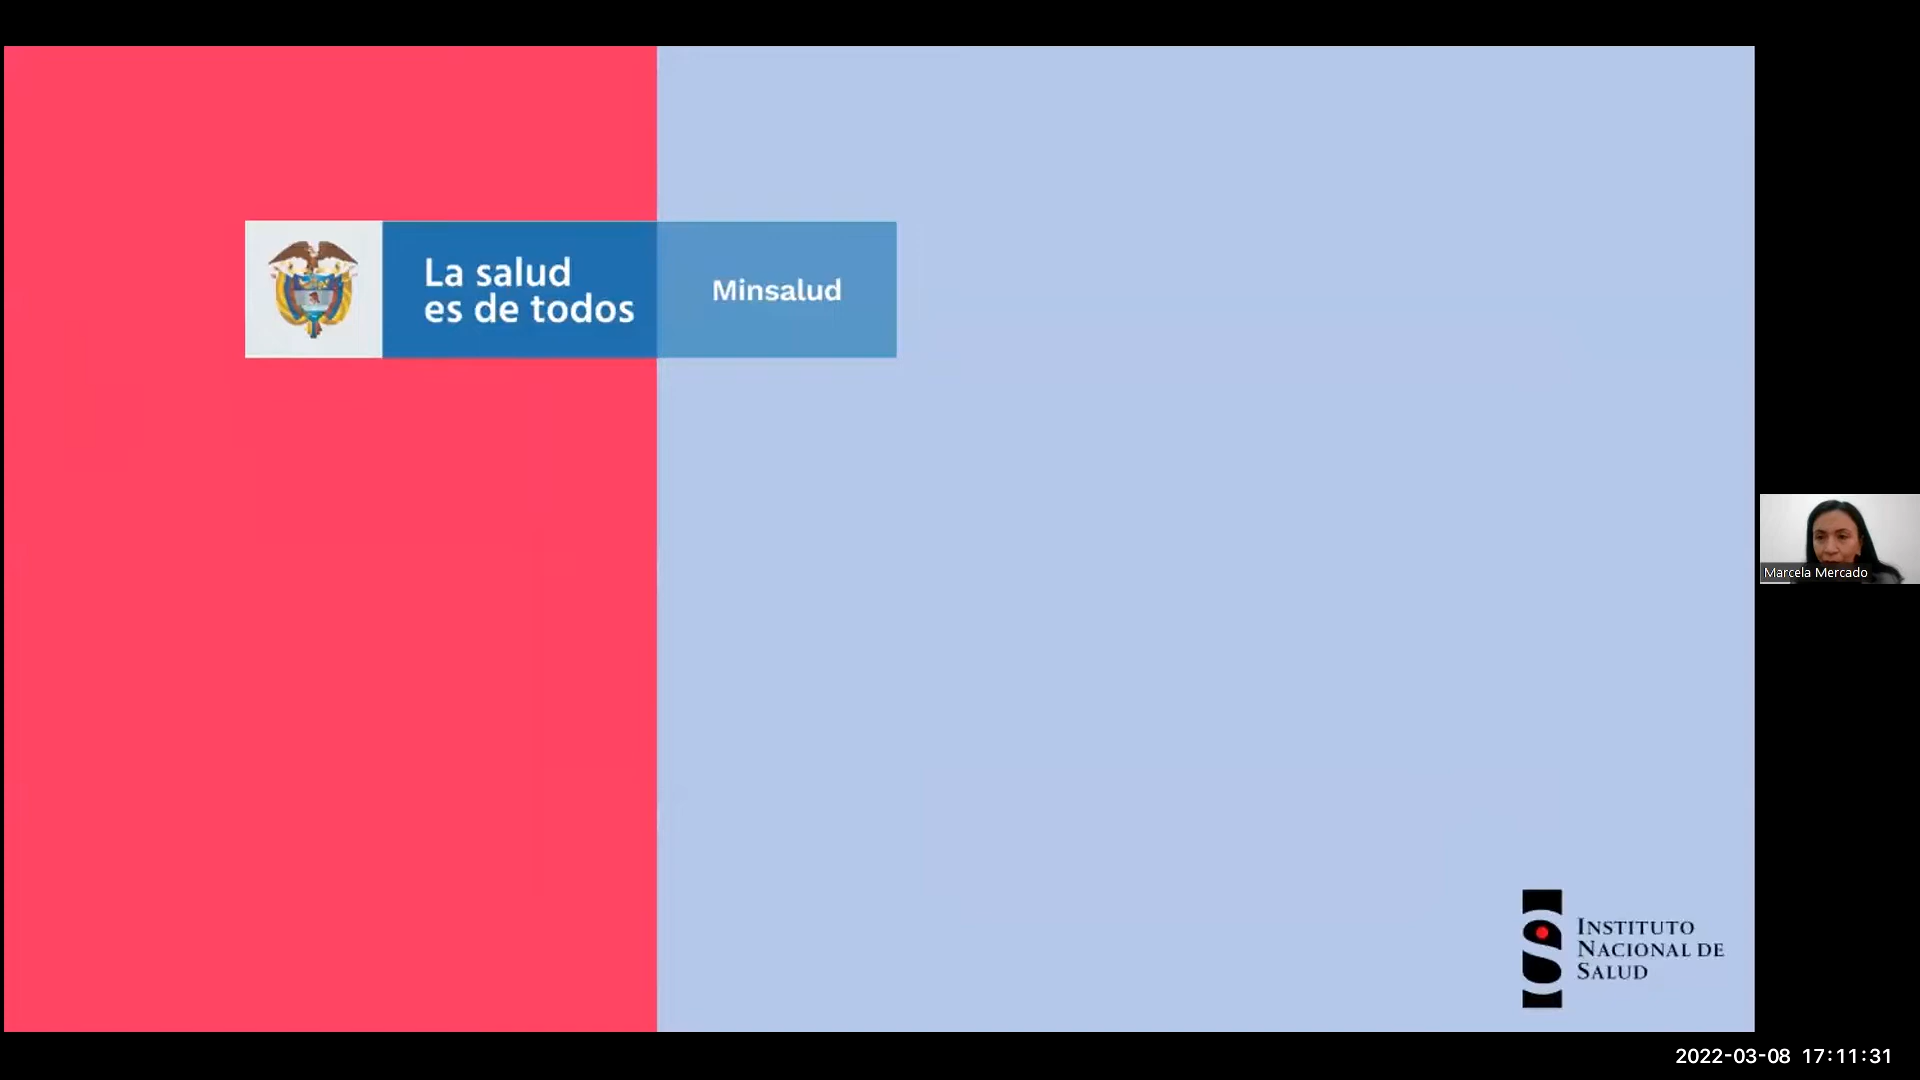 La salud
es de todos
Minsalud
Marcela Mercado
INSTITUTO
NACIONAL DE
SALUD
2022-03-08 17:11:31